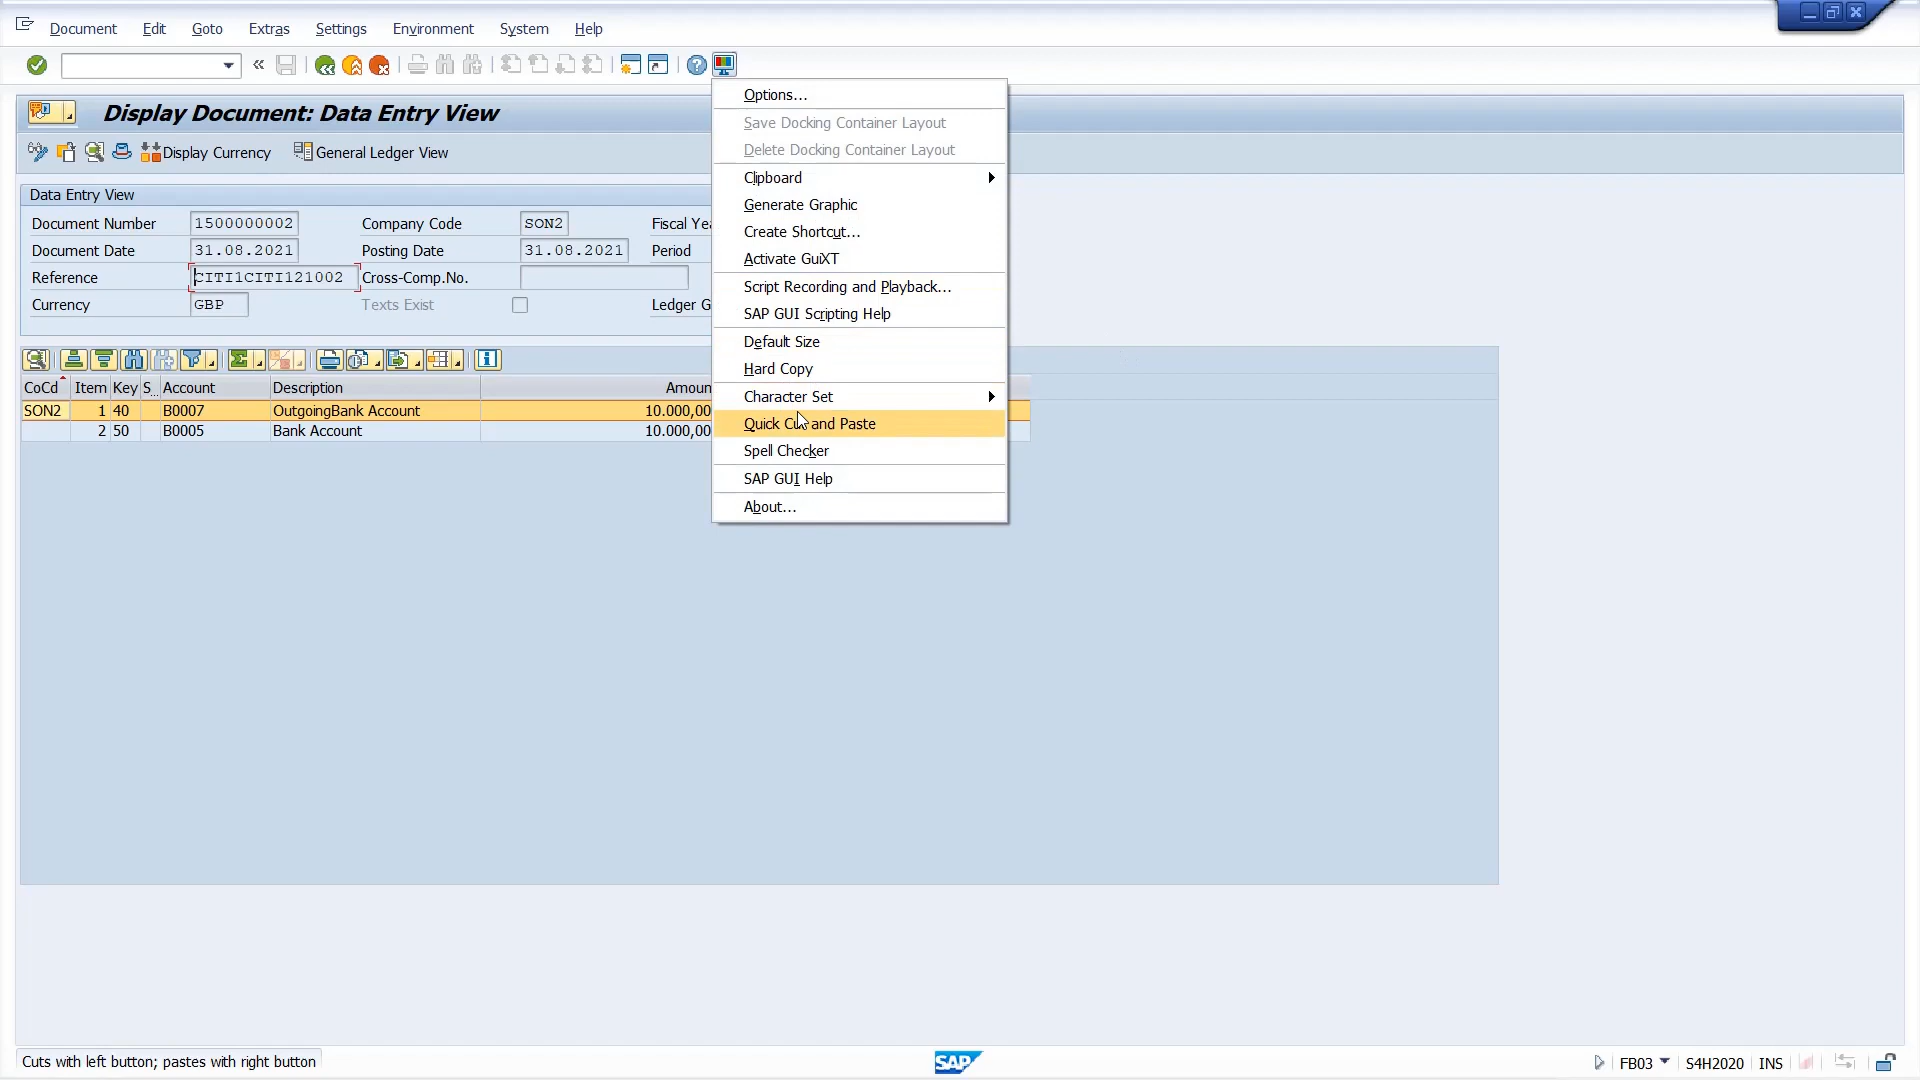 Document Edit Goto Extras Settings Environment System Help
Display Document: Data Entry View
Display Currency General Ledger View
Data Entry View
Document Number 1500000002 Company Code SON2 Fiscal Yea
Document Date 31.08.2021 Posting Date 31.08.2021 Period
Reference CITI1CITI121002 Cross-Comp.No.
Currency GBP Texts Exist Ledger G
CoCd Item Key S... Account Description Amoun
SON2 1 40 B0007 OutgoingBank Account 10.000,00
2 50 B0005 Bank Account 10.000,00
Options...
Save Docking Container Layout
Delete Docking Container Layout
Clipboard
Generate Graphic
Create Shortcut...
Activate GuiXT
Script Recording and Playback...
SAP GUI Scripting Help
Default Size
Hard Copy
Character Set
Quick Cut and Paste
Spell Checker
SAP GUI Help
About...
Cuts with left button; pastes with right button
SAP
FB03 S4H2020 INS